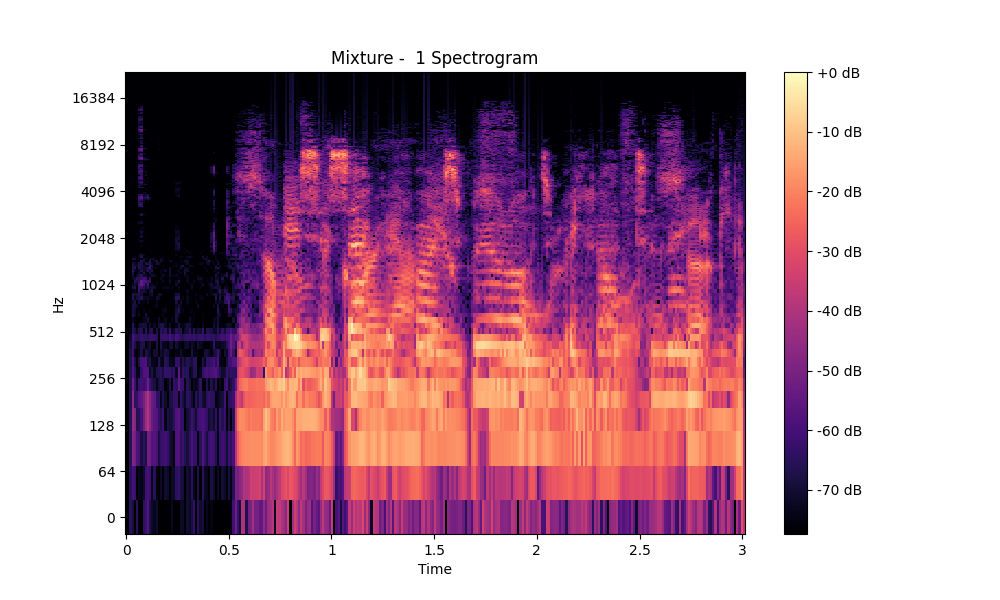 Mixture -  1 Spectrogram
Hz
16384
8192
4096
2048
1024
512
256
128
64
0
0 0.5 1 1.5 2 2.5 3
Time
+0 dB
-10 dB
-20 dB
-30 dB
-40 dB
-50 dB
-60 dB
-70 dB